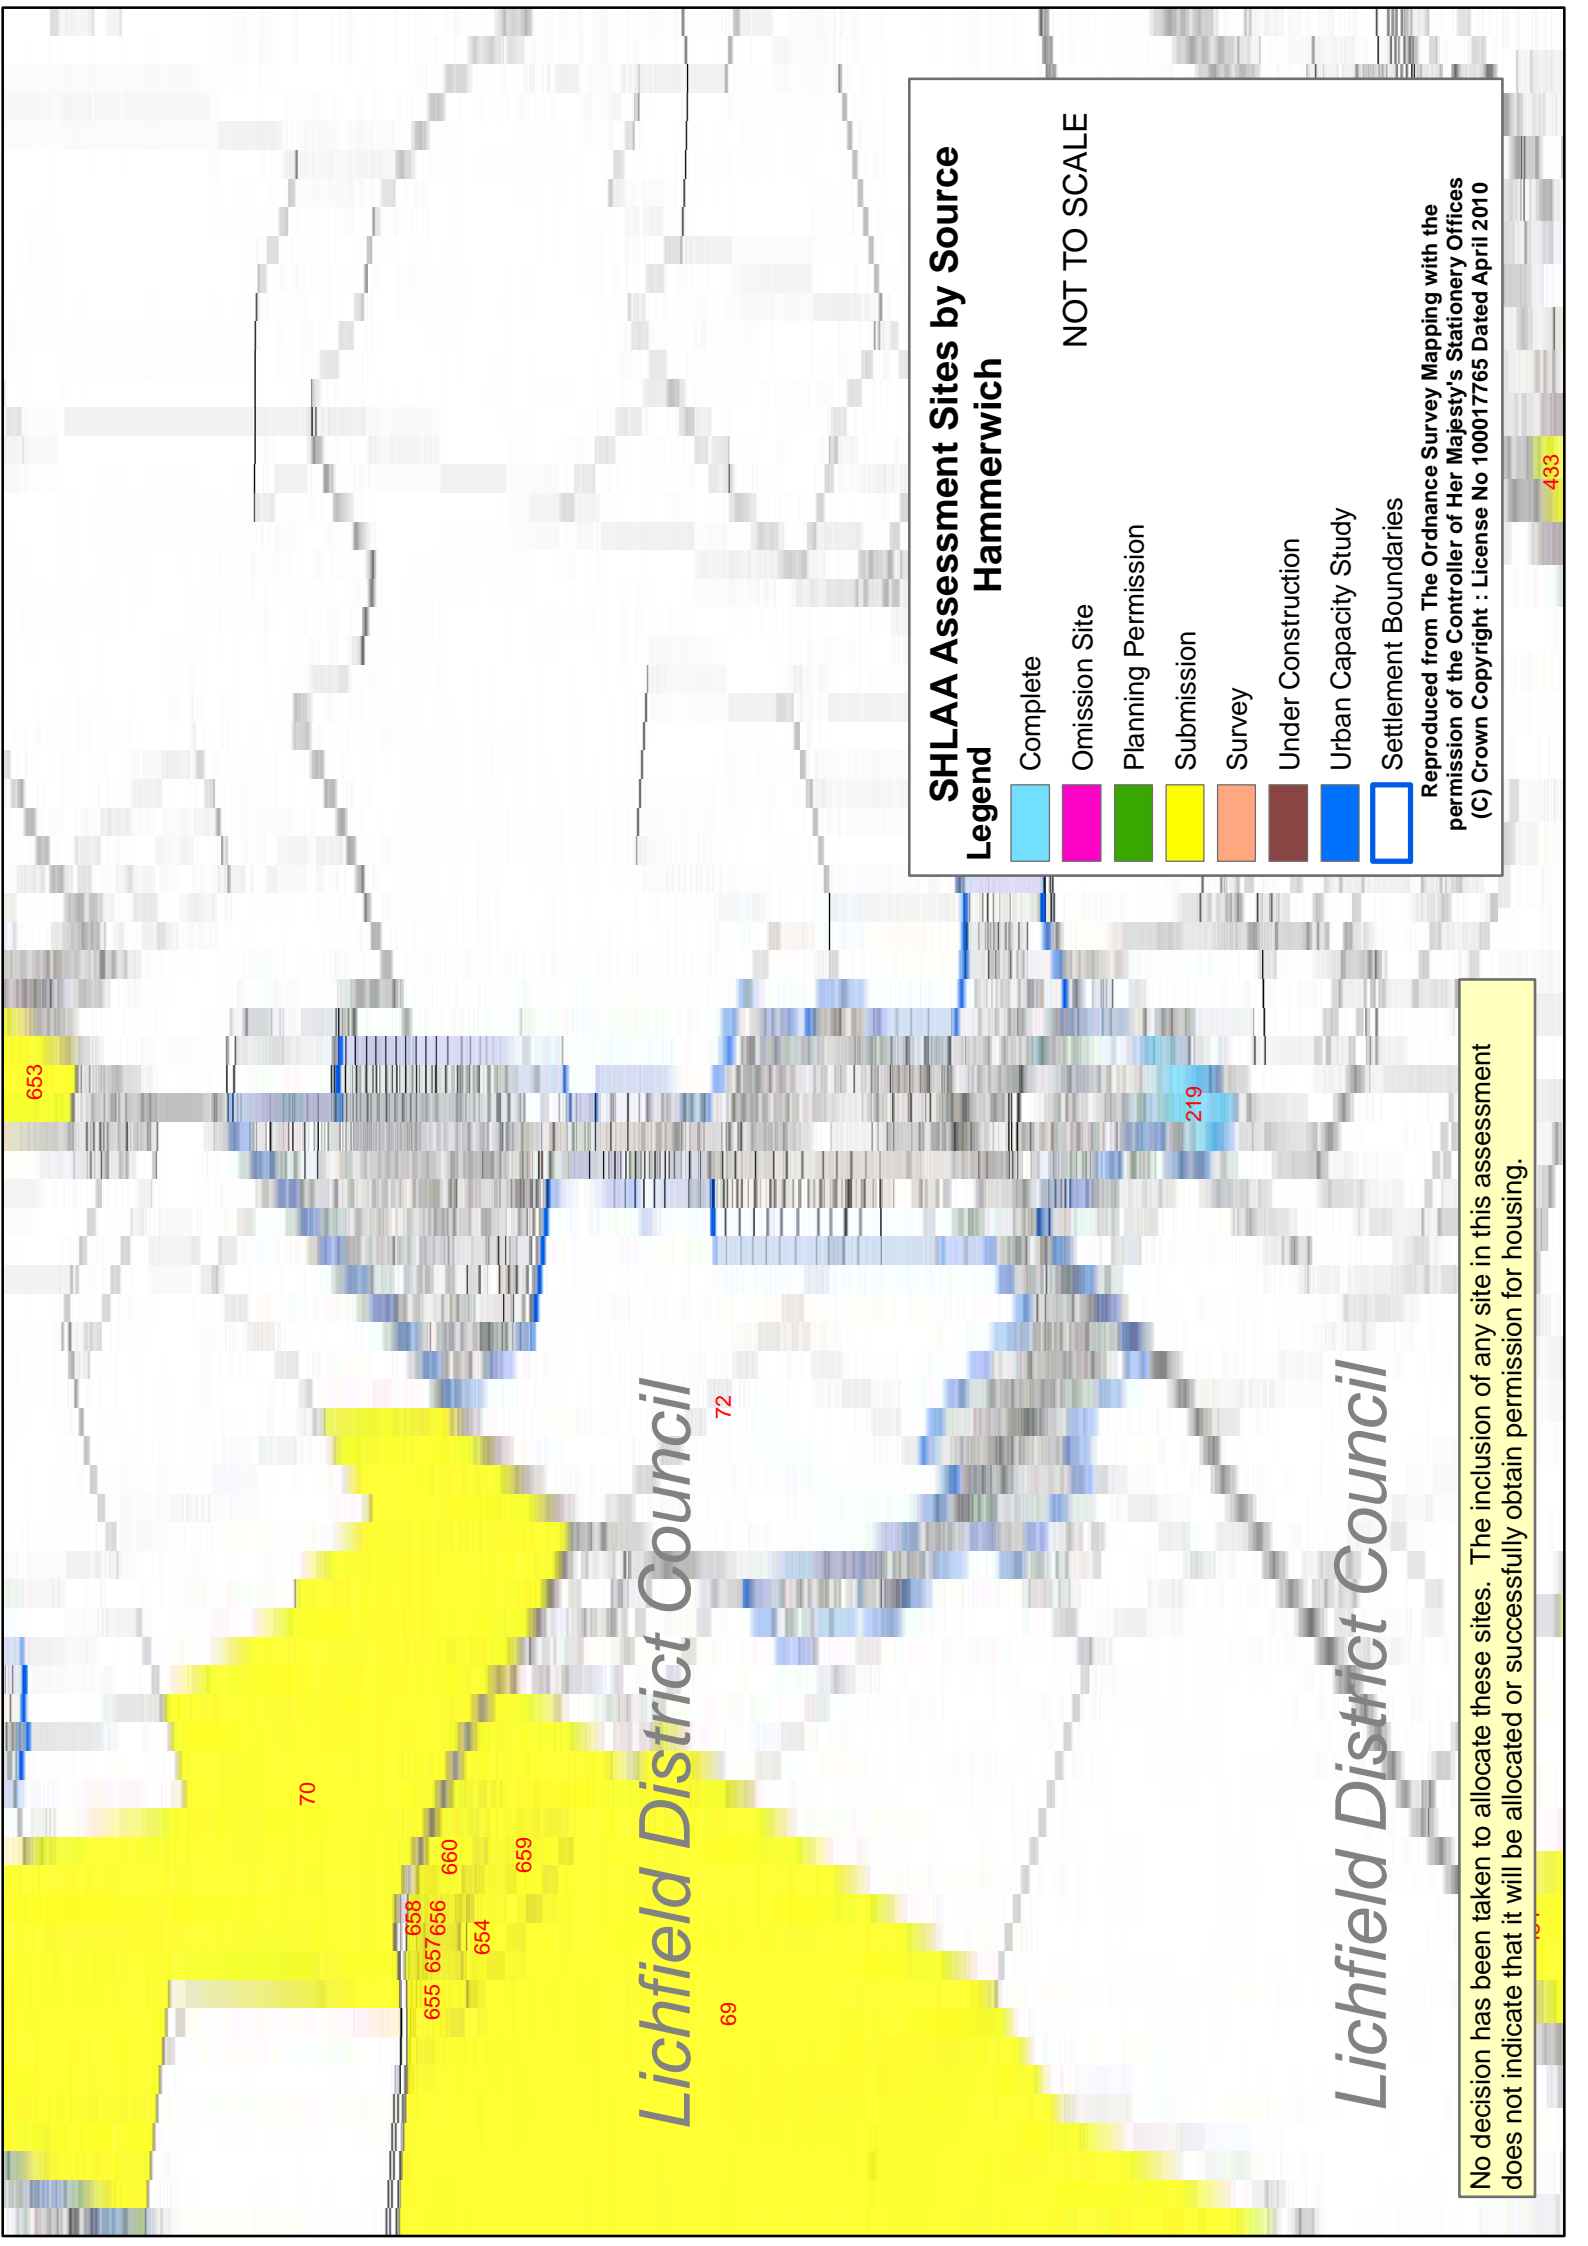 SHLAA Assessment Sites by Source
Hammerwich
Legend
NOT TO SCALE
Complete
Omission Site
Planning Permission
Submission
Survey
Under Construction
Urban Capacity Study
Settlement Boundaries
Reproduced from The Ordnance Survey Mapping with the
permission of the Controller of Her Majesty's Stationery Offices
(C) Crown Copyright : License No 100017765 Dated April 2010
653
70
658
660
655
657
656
654
659
Lichfield District Council
72
69
219
Lichfield District Council
433
No decision has been taken to allocate these sites. The inclusion of any site in this assessment
does not indicate that it will be allocated or successfully obtain permission for housing.